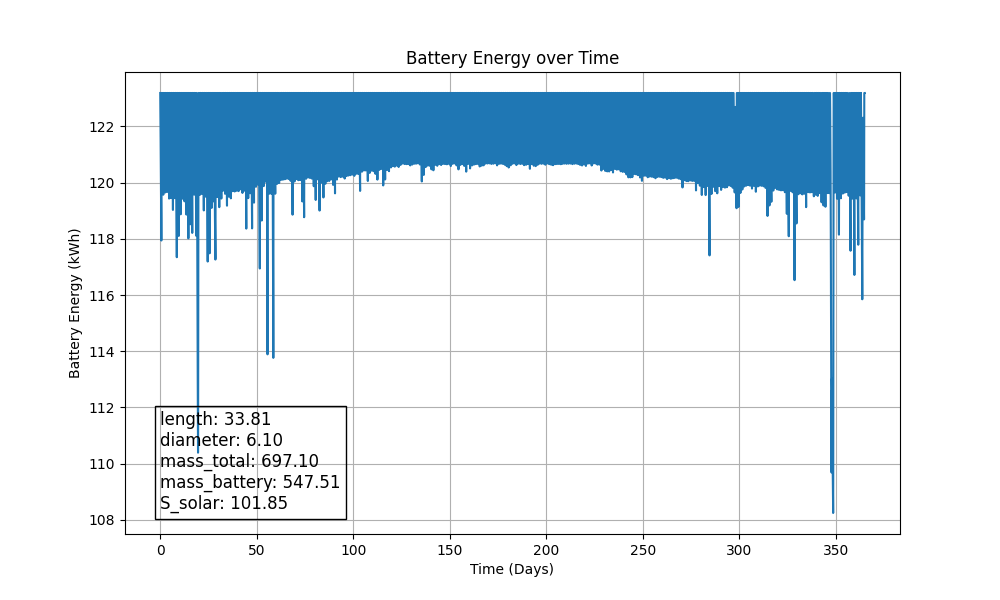 Battery Energy over Time
Battery Energy (kWh)
122
120
118
116
114
112
110
108
length: 33.81
diameter: 6.10
mass_total: 697.10
mass_battery: 547.51
S_solar: 101.85
0 50 100 150 200 250 300 350
Time (Days)